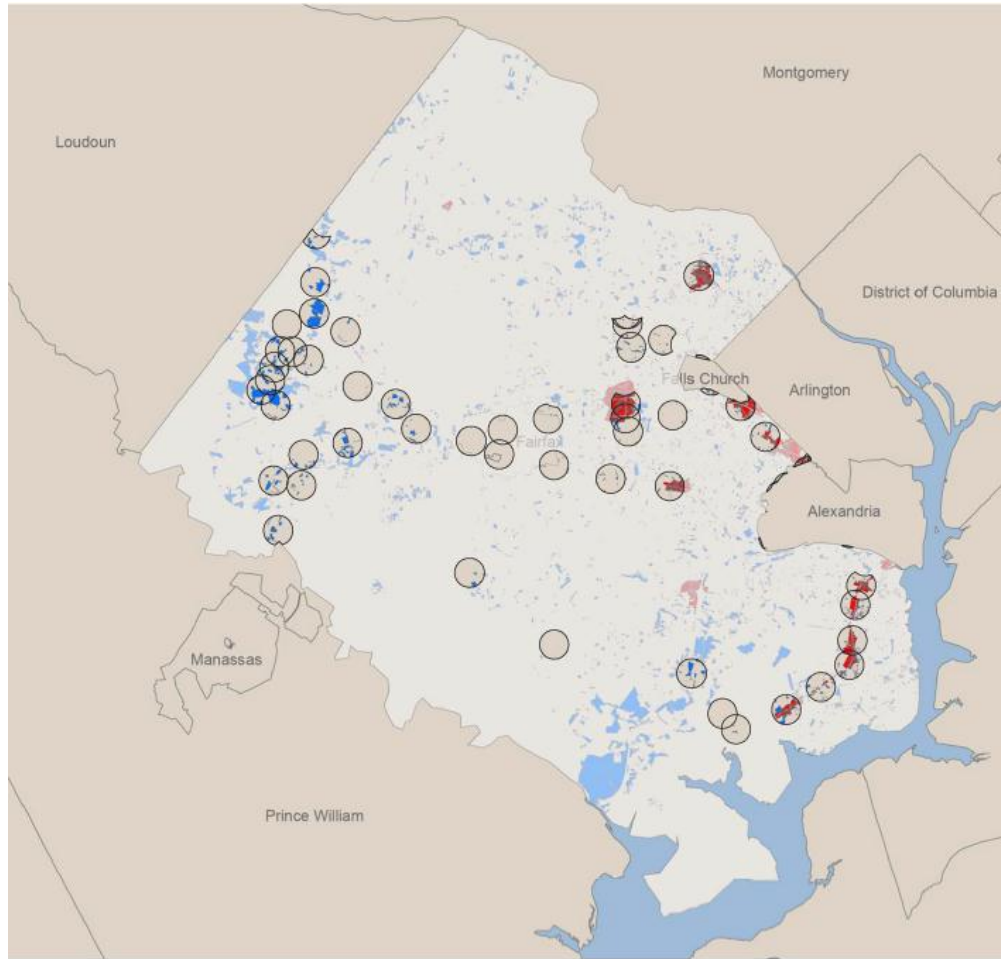 Montgomery
Loudoun
District of Columbia
Falls Church
Arlington
Fairfax
Alexandria
Manassas
Prince William